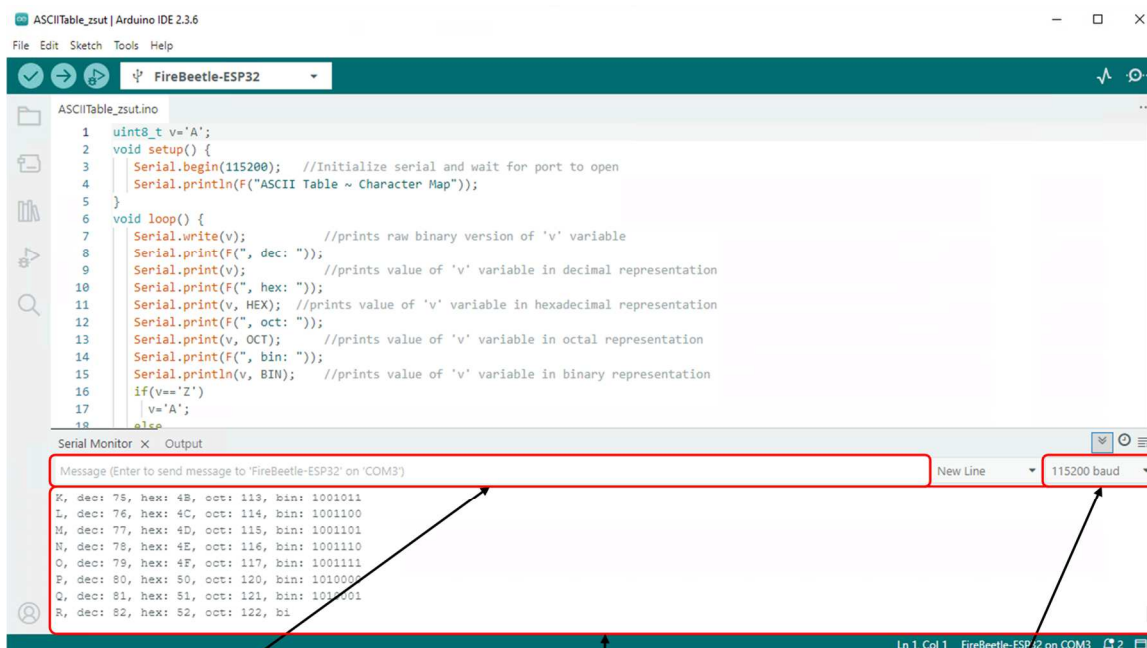 ASCIITable_zsut | Arduino IDE 2.3.6
File Edit Sketch Tools Help
FireBeetle-ESP32
ASCIITable_zsut.ino
1 uint8_t v='A';
2 void setup() {
3 Serial.begin(115200); //Initialize serial and wait for port to open
4 Serial.println(F("ASCII Table ~ Character Map"));
5 }
6 void loop() {
7 Serial.write(v); //prints raw binary version of 'v' variable
8 Serial.print(F(", dec: "));
9 Serial.print(v); //prints value of 'v' variable in decimal representation
10 Serial.print(F(", hex: "));
11 Serial.print(v, HEX); //prints value of 'v' variable in hexadecimal representation
12 Serial.print(F(", oct: "));
13 Serial.print(v, OCT); //prints value of 'v' variable in octal representation
14 Serial.print(F(", bin: "));
15 Serial.println(v, BIN); //prints value of 'v' variable in binary representation
16 if(v=='Z')
17 v='A';
18 else
Serial Monitor X Output
Message (Enter to send message to 'FireBeetle-ESP32' on 'COM3') New Line 115200 baud
K, dec: 75, hex: 4B, oct: 113, bin: 1001011
L, dec: 76, hex: 4C, oct: 114, bin: 1001100
M, dec: 77, hex: 4D, oct: 115, bin: 1001101
N, dec: 78, hex: 4E, oct: 116, bin: 1001110
O, dec: 79, hex: 4F, oct: 117, bin: 1001111
P, dec: 80, hex: 50, oct: 120, bin: 1010000
Q, dec: 81, hex: 51, oct: 121, bin: 1010001
R, dec: 82, hex: 52, oct: 122, bi
Ln 1, Col 1 FireBeetle-ESP32 on COM3 2